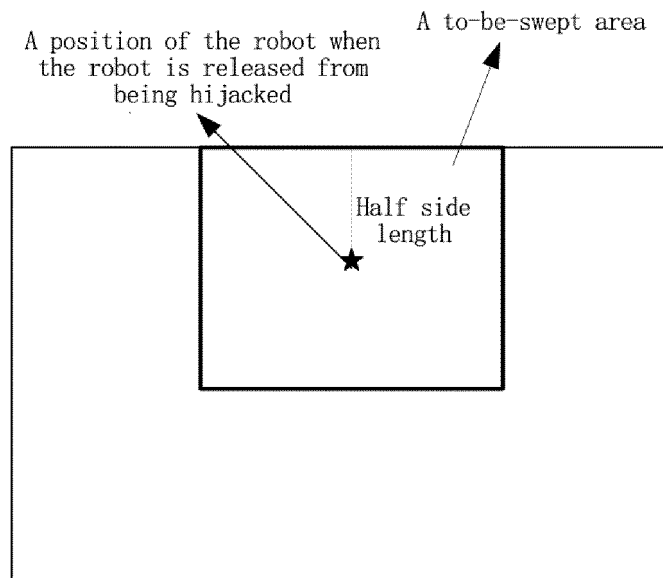 A position of the robot when
the robot is released from
being hijacked
A to-be-swept area
Half side
length